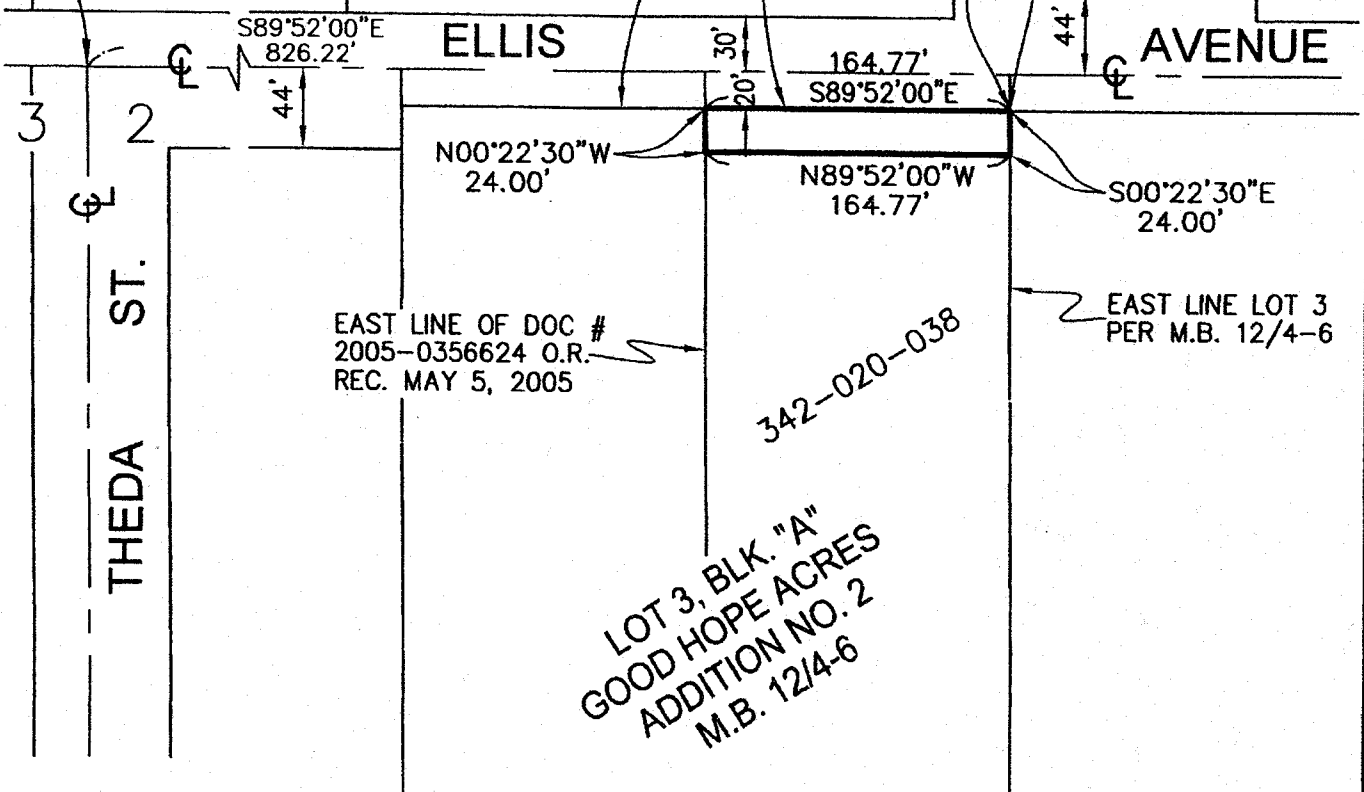 S89°52'00"E
826.22'
ELLIS
30'
44'
AVENUE
℄
164.77'
S89°52'00"E
℄
44'
20'
3
2
N00°22'30"W
24.00'
N89°52'00"W
164.77'
S00°22'30"E
24.00'
℄
THEDA ST.
EAST LINE OF DOC #
2005-0356624 O.R.
REC. MAY 5, 2005
342-020-038
EAST LINE LOT 3
PER M.B. 12/4-6
LOT 3, BLK. "A"
GOOD HOPE ACRES
ADDITION NO. 2
M.B. 12/4-6